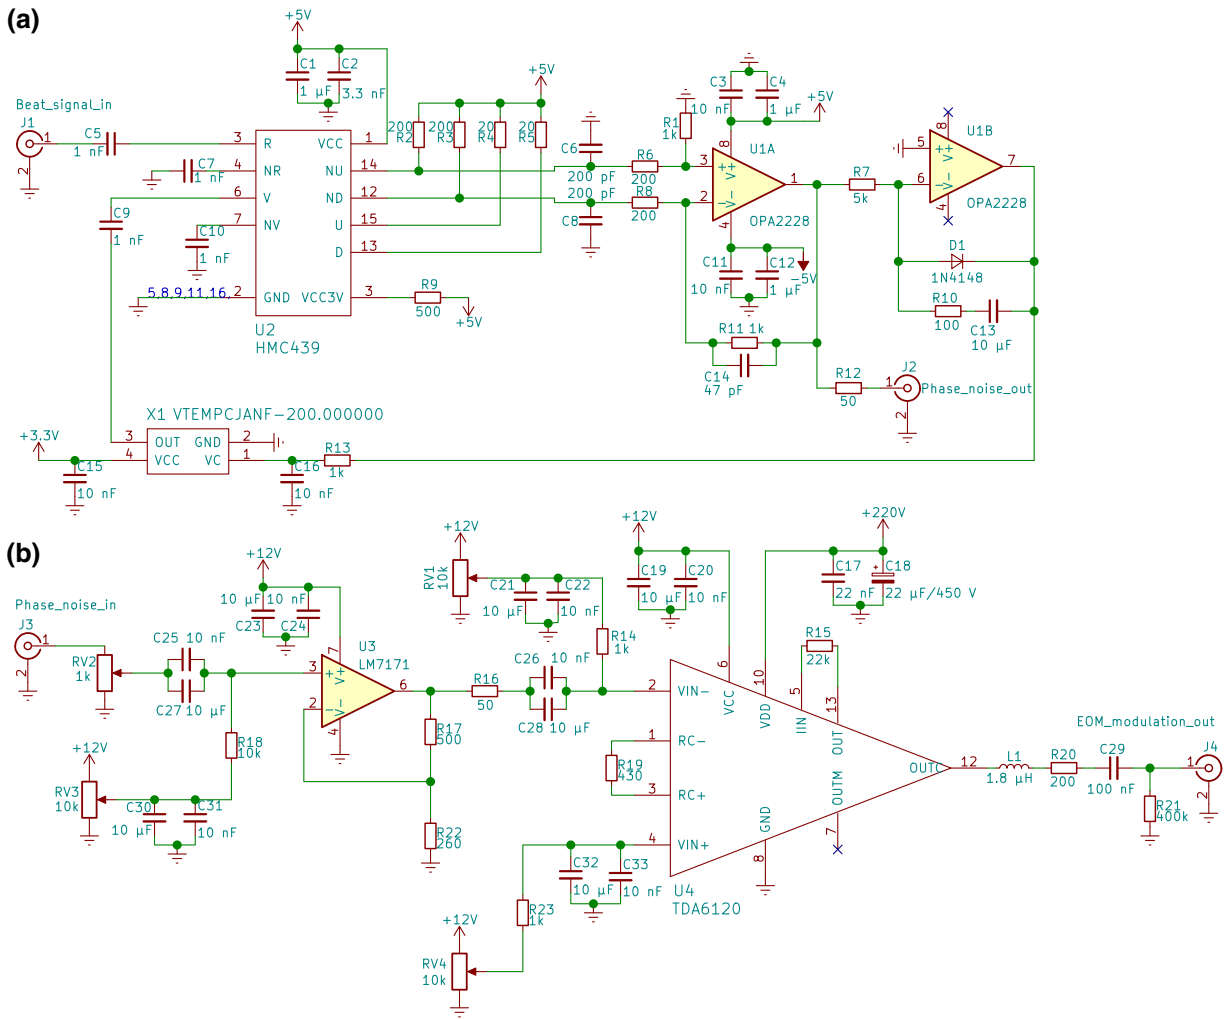 (a)
+5V
C1
1 µF
C2
3.3 nF
+5V
Beat_signal_in
J1
1
2
C5
1 nF
3
R
VCC
1
4
NR
NU
14
6
V
ND
12
7
NV
U
15
D
13
5,8,9,11,16,
2
GND
VCC3V
3
C7
1 nF
C9
1 nF
C10
1 nF
U2
HMC439
200
R2
200
R3
20
R4
20
R5
R9
500
+5V
C6
200 pF
200 pF
C8
R6
200
R8
200
R1
1k
C3
10 nF
C4
1 µF
+5V
U1A
3
2
8
4
1
++
V+
V-
-
OPA2228
C11
10 nF
C12
1 µF
-5V
R11 1k
C14
47 pF
R7
5k
U1B
5
6
8
4
7
++
V+
V-
-
OPA2228
D1
1N4148
R10
100
C13
10 µF
R12
50
J2
1
2
Phase_noise_out
X1 VTEMPCJANF-200.000000
3
OUT
GND
2
4
VCC
VC
1
+3.3V
C15
10 nF
C16
10 nF
R13
1k
(b)
Phase_noise_in
J3
1
2
RV2
1k
C25 10 nF
C27 10 µF
+12V
10 µF
C23
10 nF
C24
U3
LM7171
3
2
7
4
6
+
V+
V-
-
R18
10k
+12V
RV3
10k
C30
10 µF
C31
10 nF
R17
500
R22
260
R16
50
C26
10 nF
C28 10 µF
+12V
RV1
10k
C21
10 µF
C22
10 nF
R14
1k
+12V
C19
10 µF
C20
10 nF
+220V
C17
22 nF
+
C18
22 µF/450 V
R15
22k
2
VIN-
1
RC-
3
RC+
4
VIN+
6
VCC
10
VDD
5
IIN
13
OUT
OUTC
12
OUTM
7
GND
8
R19
430
U4
TDA6120
C32
10 µF
C33
10 nF
R23
1k
+12V
RV4
10k
L1
1.8 µH
R20
200
C29
100 nF
R21
400k
EOM_modulation_out
J4
1
2